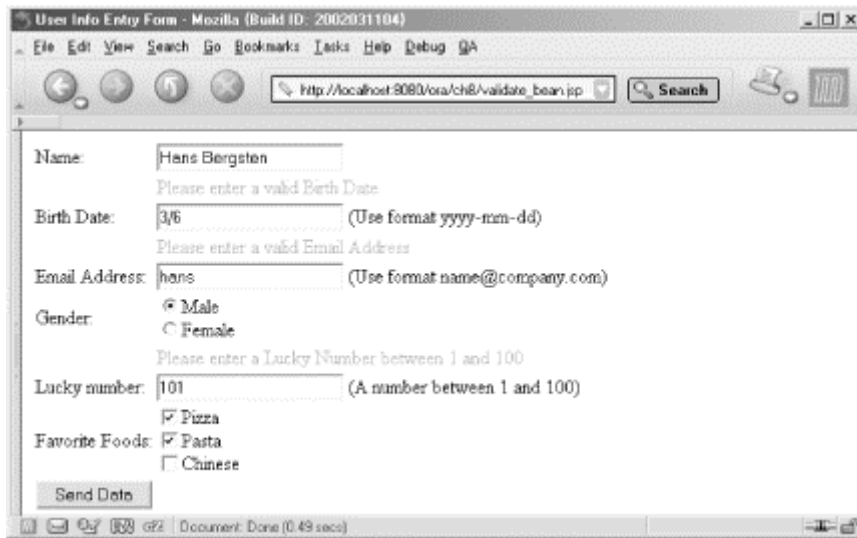 User Info Entry Form - Mozilla {Build ID: 2002031104}
File Edit View Search Go Bookmarks Tasks Help Debug QA
http://localhost:8080/ora/ch8/validate_bean.jsp Search
Name: Hans Bergsten
Please enter a valid Birth Date
Birth Date: 3/6 (Use format yyyy-mm-dd)
Please enter a valid Email Address
Email Address: hans (Use format name@company.com)
Gender: Male
Female
Please enter a Lucky Number between 1 and 100
Lucky number: 101 (A number between 1 and 100)
Pizza
Favorite Foods: Pasta
Chinese
Send Data
Document: Done (0.49 secs)